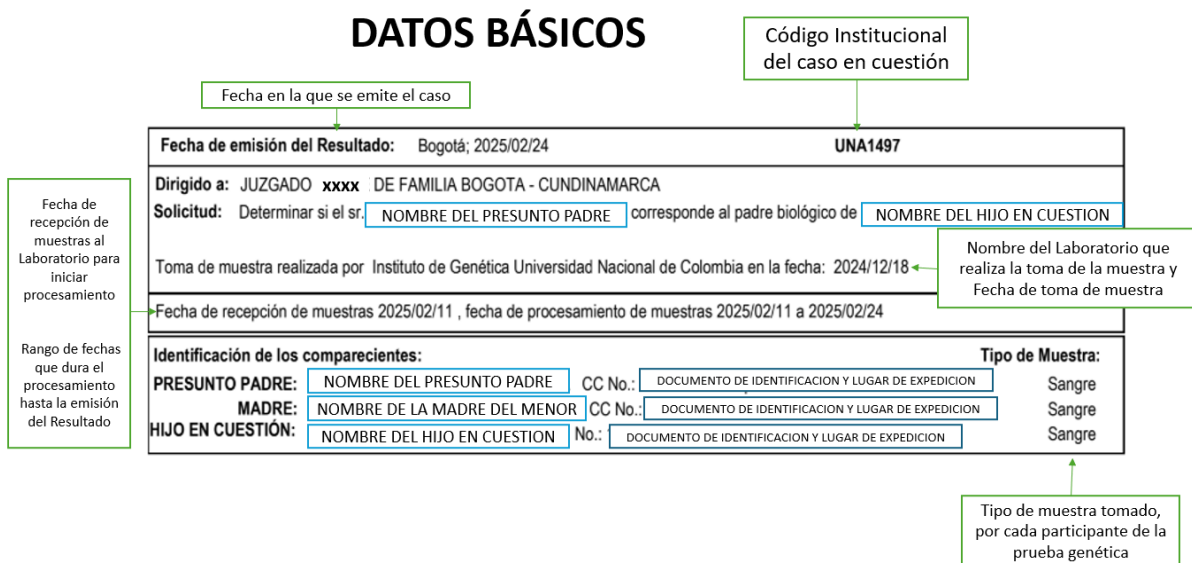 DATOS BÁSICOS
Código Institucional
del caso en cuestión
Fecha en la que se emite el caso
Fecha de emisión del Resultado: Bogotá; 2025/02/24 UNA1497
Dirigido a: JUZGADO xxxx DE FAMILIA BOGOTA - CUNDINAMARCA
Solicitud: Determinar si el sr. NOMBRE DEL PRESUNTO PADRE corresponde al padre biológico de NOMBRE DEL HIJO EN CUESTION
Toma de muestra realizada por Instituto de Genética Universidad Nacional de Colombia en la fecha: 2024/12/18
Nombre del Laboratorio que
realiza la toma de la muestra y
Fecha de toma de muestra
Fecha de
recepción de
muestras al
Laboratorio para
iniciar
procesamiento
Rango de fechas
que dura el
procesamiento
hasta la emisión
del Resultado
Fecha de recepción de muestras 2025/02/11 , fecha de procesamiento de muestras 2025/02/11 a 2025/02/24
Identificación de los comparecientes: Tipo de Muestra:
PRESUNTO PADRE: NOMBRE DEL PRESUNTO PADRE CC No.: DOCUMENTO DE IDENTIFICACION Y LUGAR DE EXPEDICION Sangre
MADRE: NOMBRE DE LA MADRE DEL MENOR CC No.: DOCUMENTO DE IDENTIFICACION Y LUGAR DE EXPEDICION Sangre
HIJO EN CUESTIÓN: NOMBRE DEL HIJO EN CUESTION No.: DOCUMENTO DE IDENTIFICACION Y LUGAR DE EXPEDICION Sangre
Tipo de muestra tomado,
por cada participante de la
prueba genética